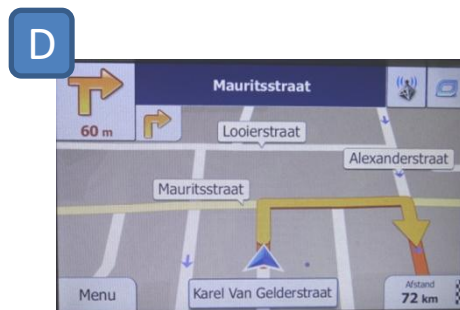 D
Mauritsstraat
60 m
Looierstraat
Alexanderstraat
Mauritsstraat
Menu
Karel Van Gelderstraat
Afstand
72 km